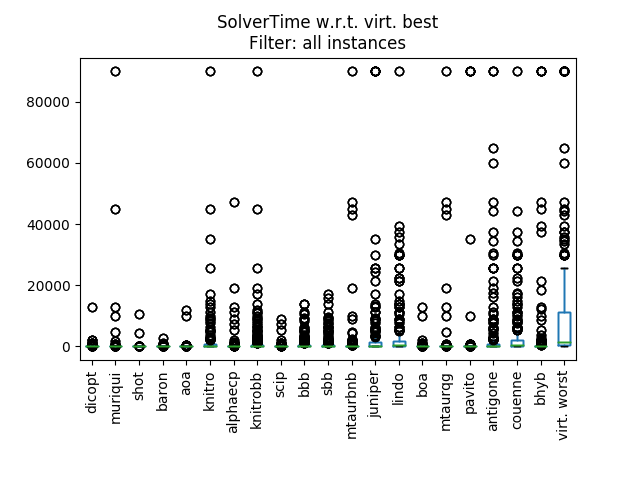 SolverTime w.r.t. virt. best
Filter: all instances
80000
60000
40000
20000
0
dicopt
muriqui
shot
baron
aoa
knitro
alphaecp
knitrobb
scip
bbb
sbb
mtaurbnb
juniper
lindo
boa
mtaurqg
pavito
antigone
couenne
bhyb
virt. worst